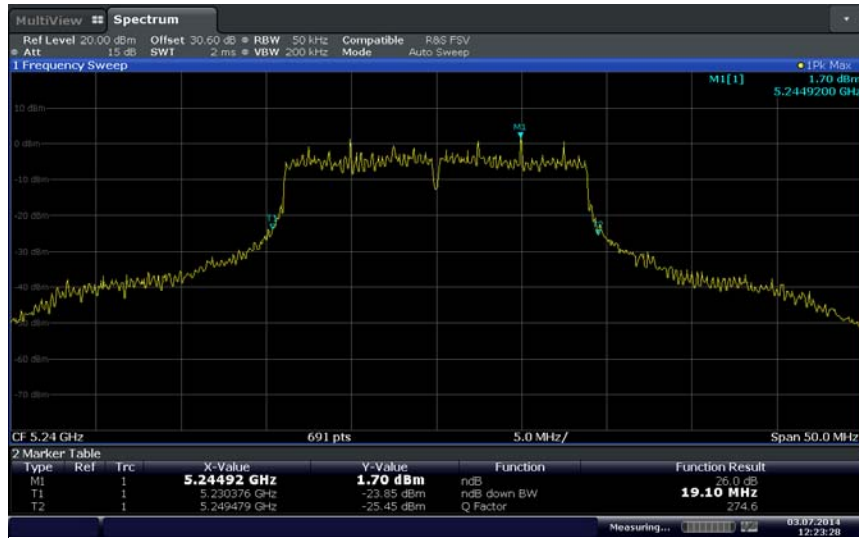 MultiView Spectrum
Ref Level 20.00 dBm Offset 30.60 dB RBW 50 kHz Compatible R&S FSV
Att 15 dB SWT 2 ms VBW 200 kHz Mode Auto Sweep
1 Frequency Sweep 1Pk Max
M1[1] 1.70 dBm
5.2449200 GHz
10 dBm
M1
0 dBm
-10 dBm
-20 dBm
T1
-30 dBm
-40 dBm
-60 dBm
-70 dBm
CF 5.24 GHz 691 pts 5.0 MHz/ Span 50.0 MHz
2 Marker Table
Type Ref Trc X-Value Y-Value Function Function Result
M1 1 5.24492 GHz 1.70 dBm ndB 26.0 dB
T1 1 5.230376 GHz -23.85 dBm ndB down BW 19.10 MHz
T2 1 5.249479 GHz -25.45 dBm Q Factor 274.6
Measuring... 03.07.2014
12:23:28